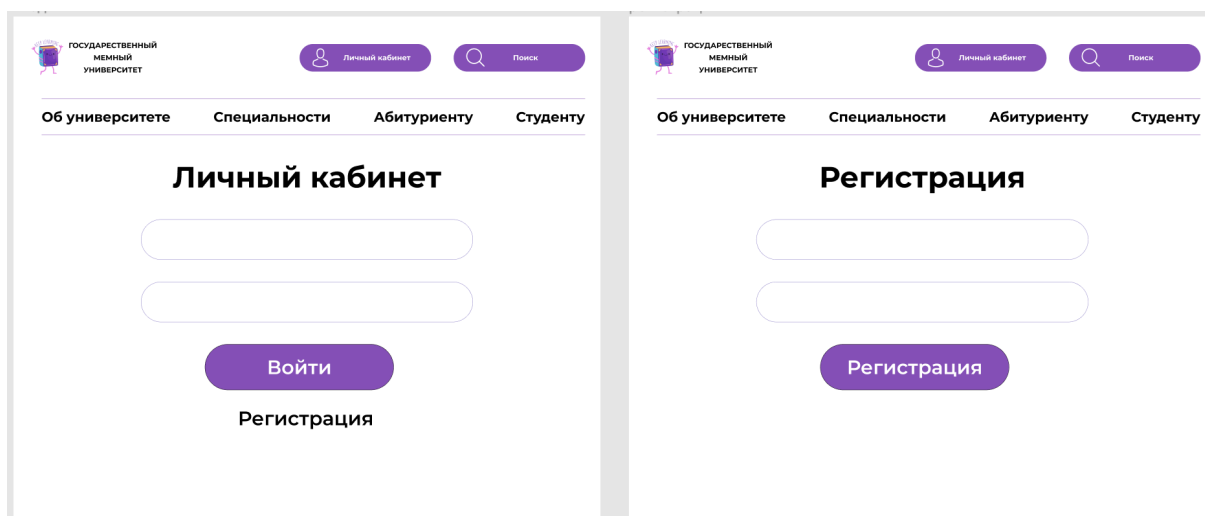 ГОСУДАРСТВЕННЫЙ
МЕМНЫЙ
УНИВЕРСИТЕТ
Личный кабинет
Поиск
Об университете Специальности Абитуриенту Студенту
Личный кабинет
Войти
Регистрация
ГОСУДАРСТВЕННЫЙ
МЕМНЫЙ
УНИВЕРСИТЕТ
Личный кабинет
Поиск
Об университете Специальности Абитуриенту Студенту
Регистрация
Регистрация